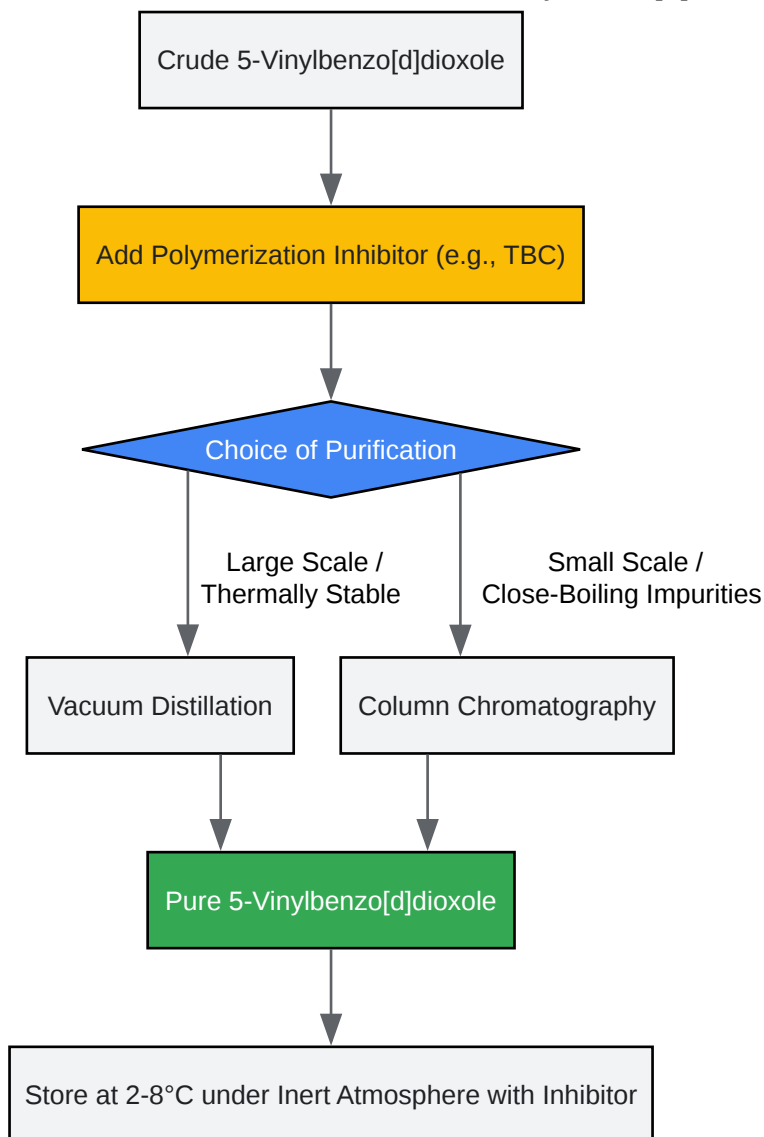 Crude 5-Vinylbenzo[d]dioxole
Add Polymerization Inhibitor (e.g., TBC)
Choice of Purification
Large Scale /
Thermally Stable
Small Scale /
Close-Boiling Impurities
Vacuum Distillation
Column Chromatography
Pure 5-Vinylbenzo[d]dioxole
Store at 2-8°C under Inert Atmosphere with Inhibitor